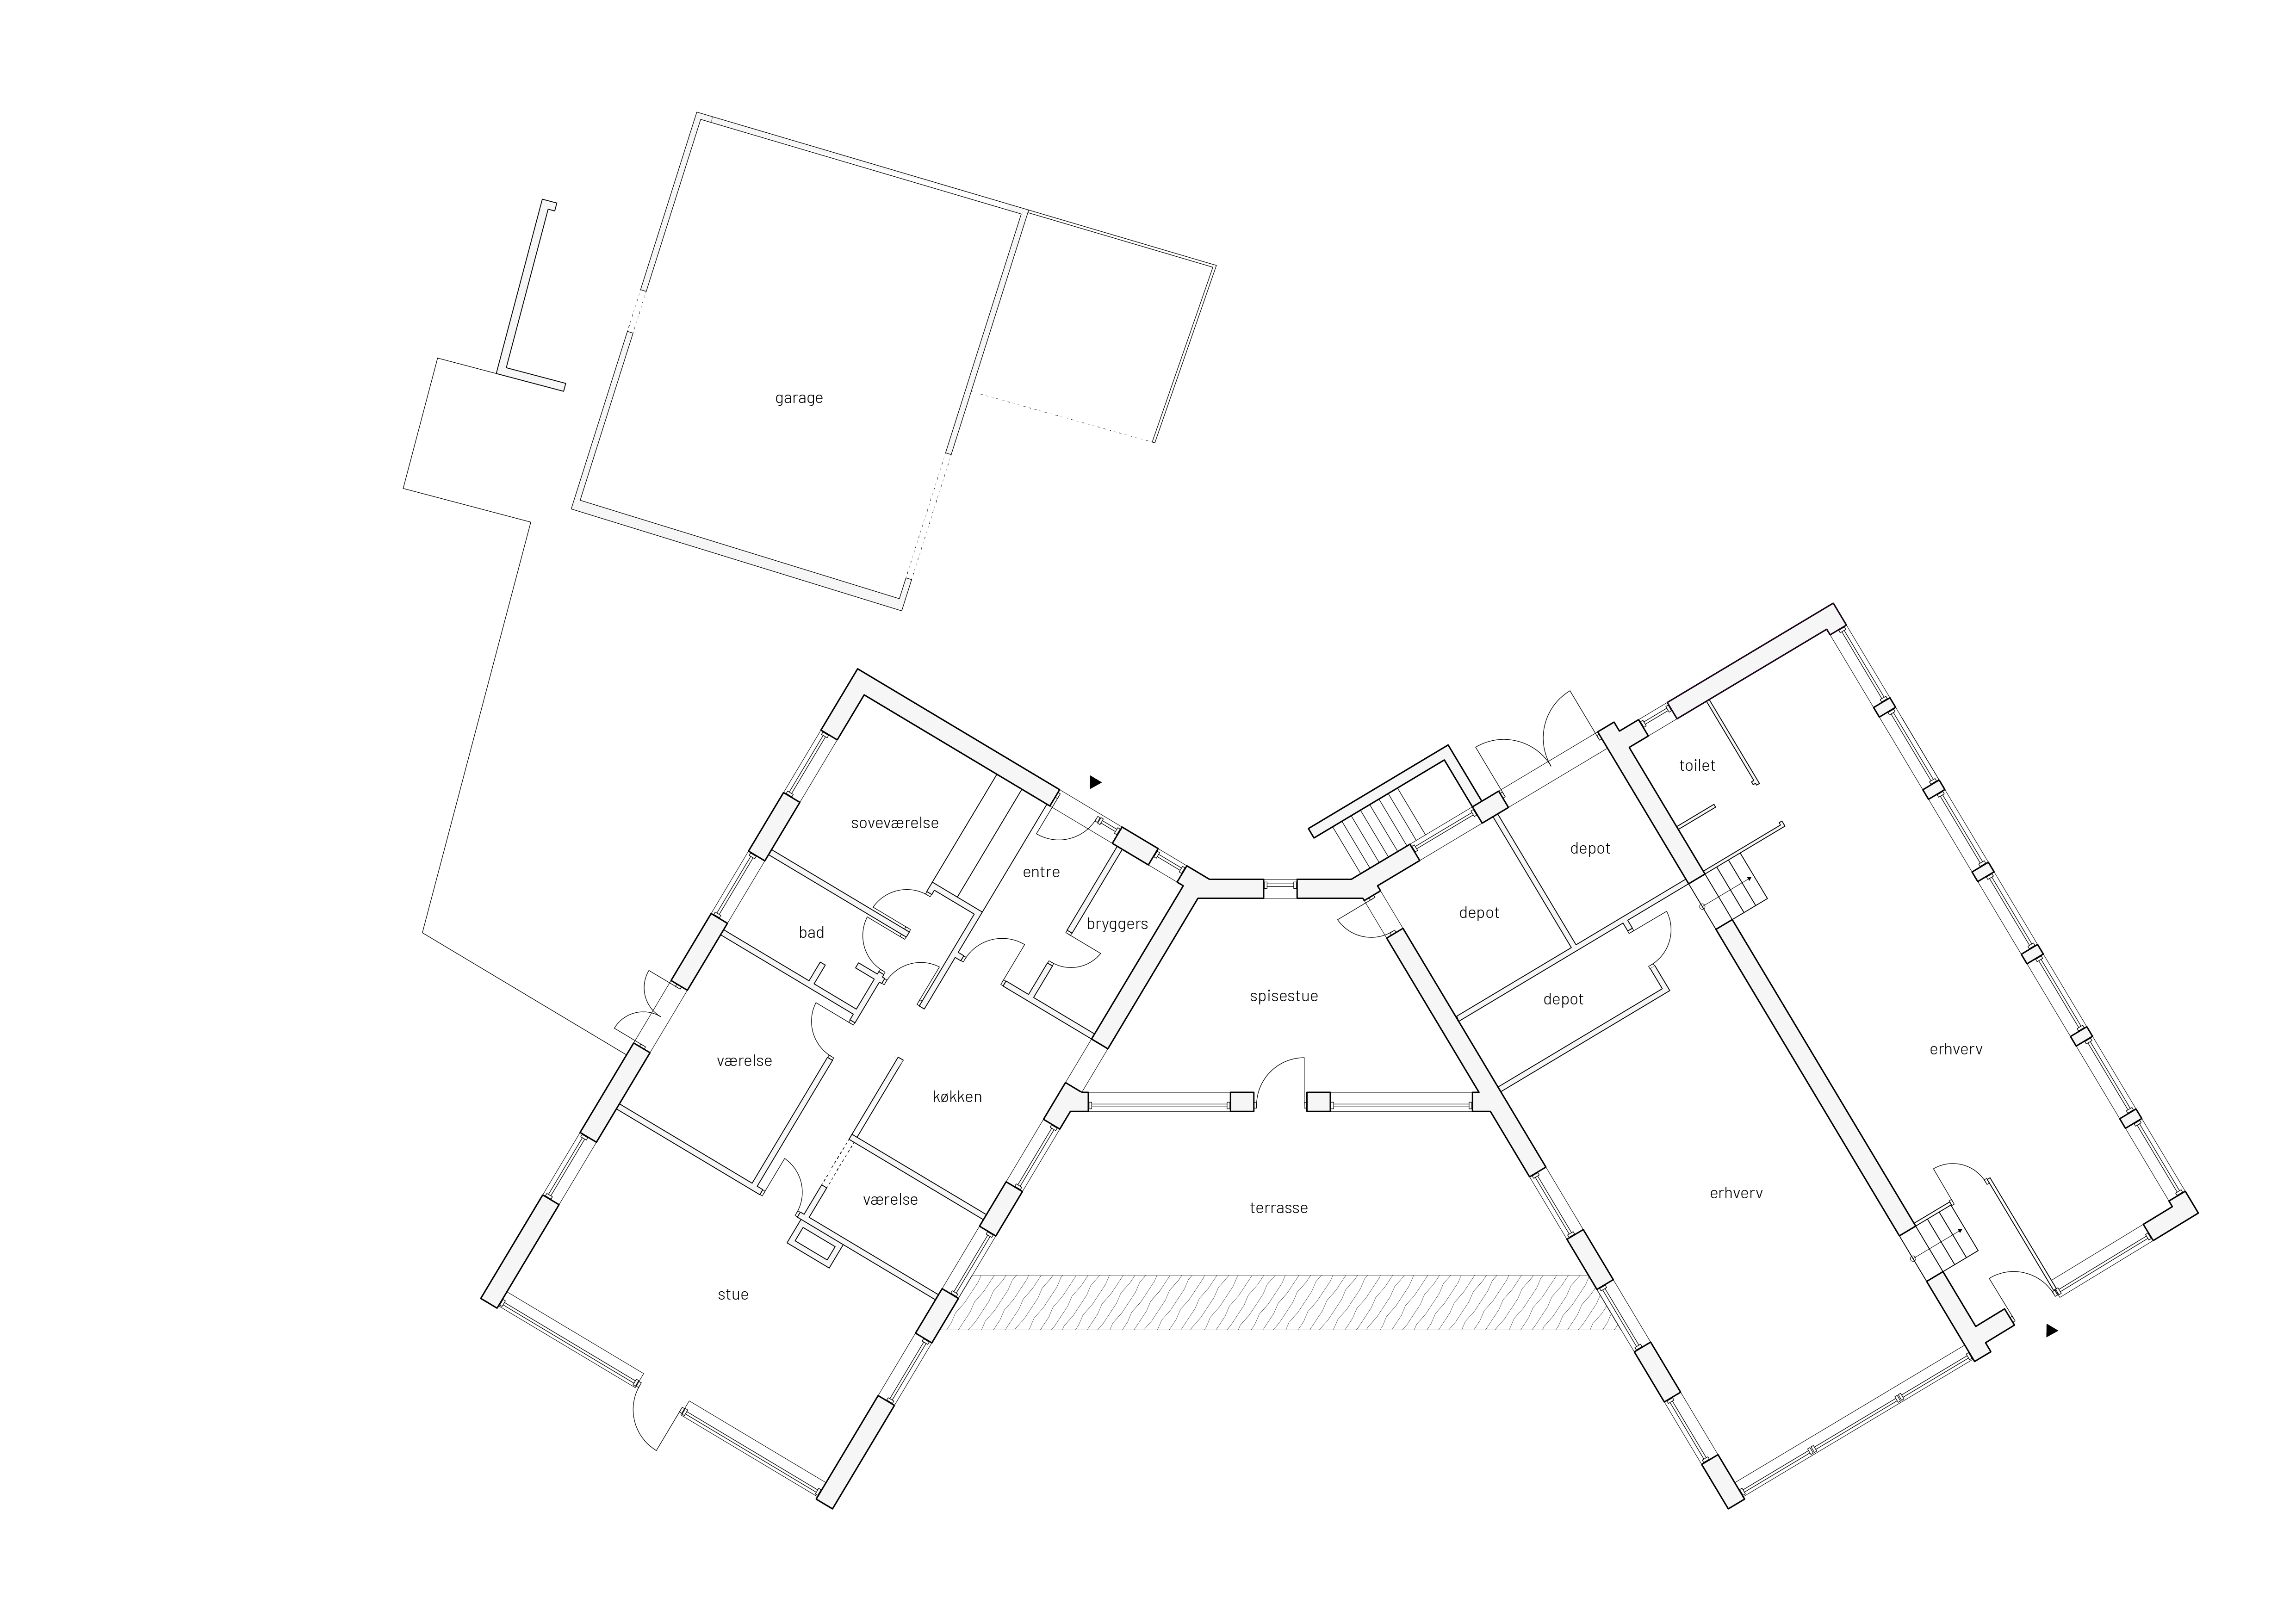 garage
toilet
soveværelse
depot
entre
depot
bryggers
bad
spisestue
depot
erhverv
værelse
køkken
erhverv
værelse
terrasse
stue